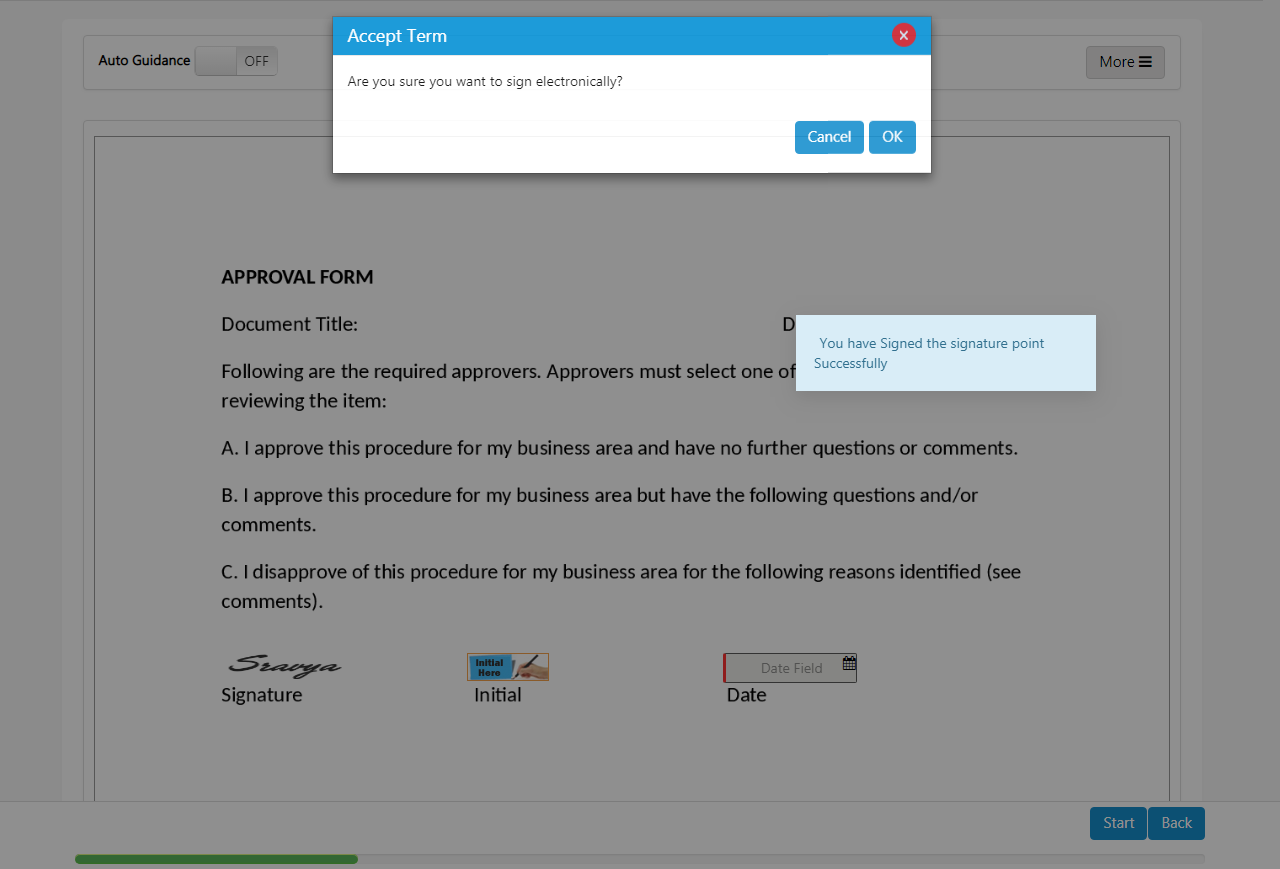 Accept Term
Are you sure you want to sign electronically?
Cancel OK
Auto Guidance OFF
More
APPROVAL FORM
Document Title: D
You have Signed the signature point
Successfully
Following are the required approvers. Approvers must select one of
reviewing the item:
A. I approve this procedure for my business area and have no further questions or comments.
B. I approve this procedure for my business area but have the following questions and/or
comments.
C. I disapprove of this procedure for my business area for the following reasons identified (see
comments).
Sravya
Initial
Here
Date Field
Signature Initial Date
Start Back